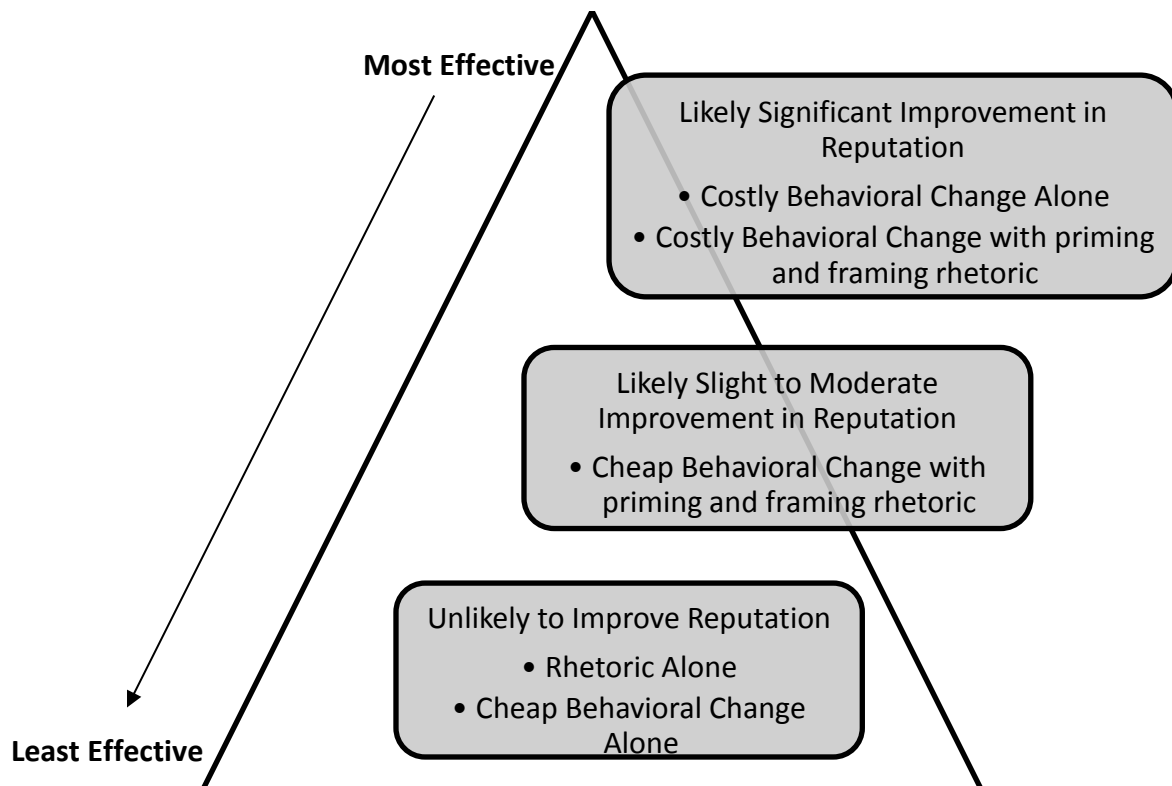 Most Effective
Likely Significant Improvement in
Reputation
• Costly Behavioral Change Alone
• Costly Behavioral Change with priming
and framing rhetoric
Likely Slight to Moderate
Improvement in Reputation
• Cheap Behavioral Change with
priming and framing rhetoric
Unlikely to Improve Reputation
• Rhetoric Alone
• Cheap Behavioral Change
Alone
Least Effective